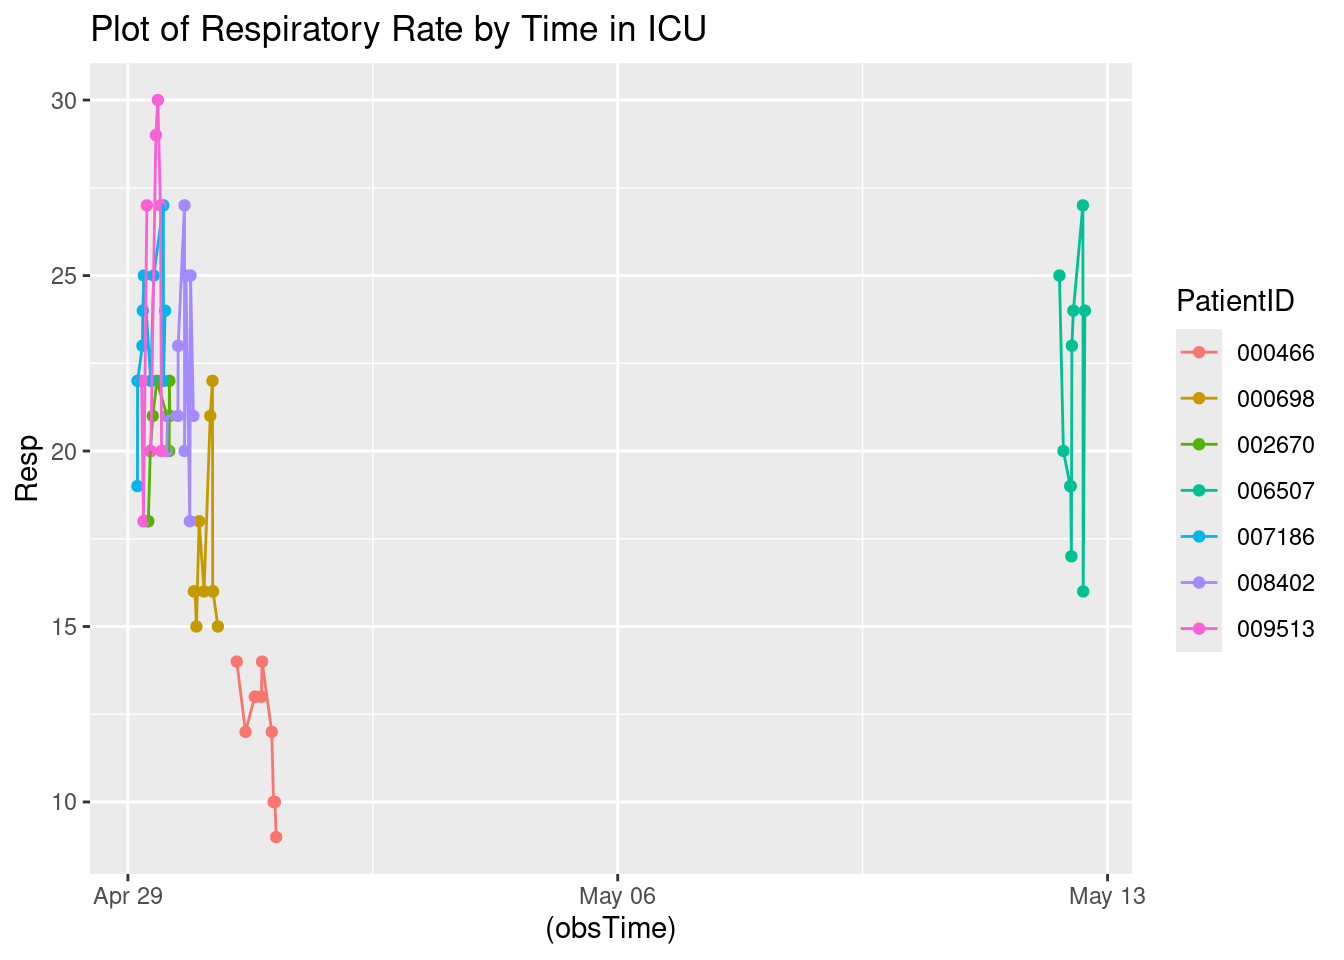 Plot of Respiratory Rate by Time in ICU
30
25
20
15
10
Resp
Apr 29
May 06
May 13
(obsTime)
PatientID
000466
000698
002670
006507
007186
008402
009513